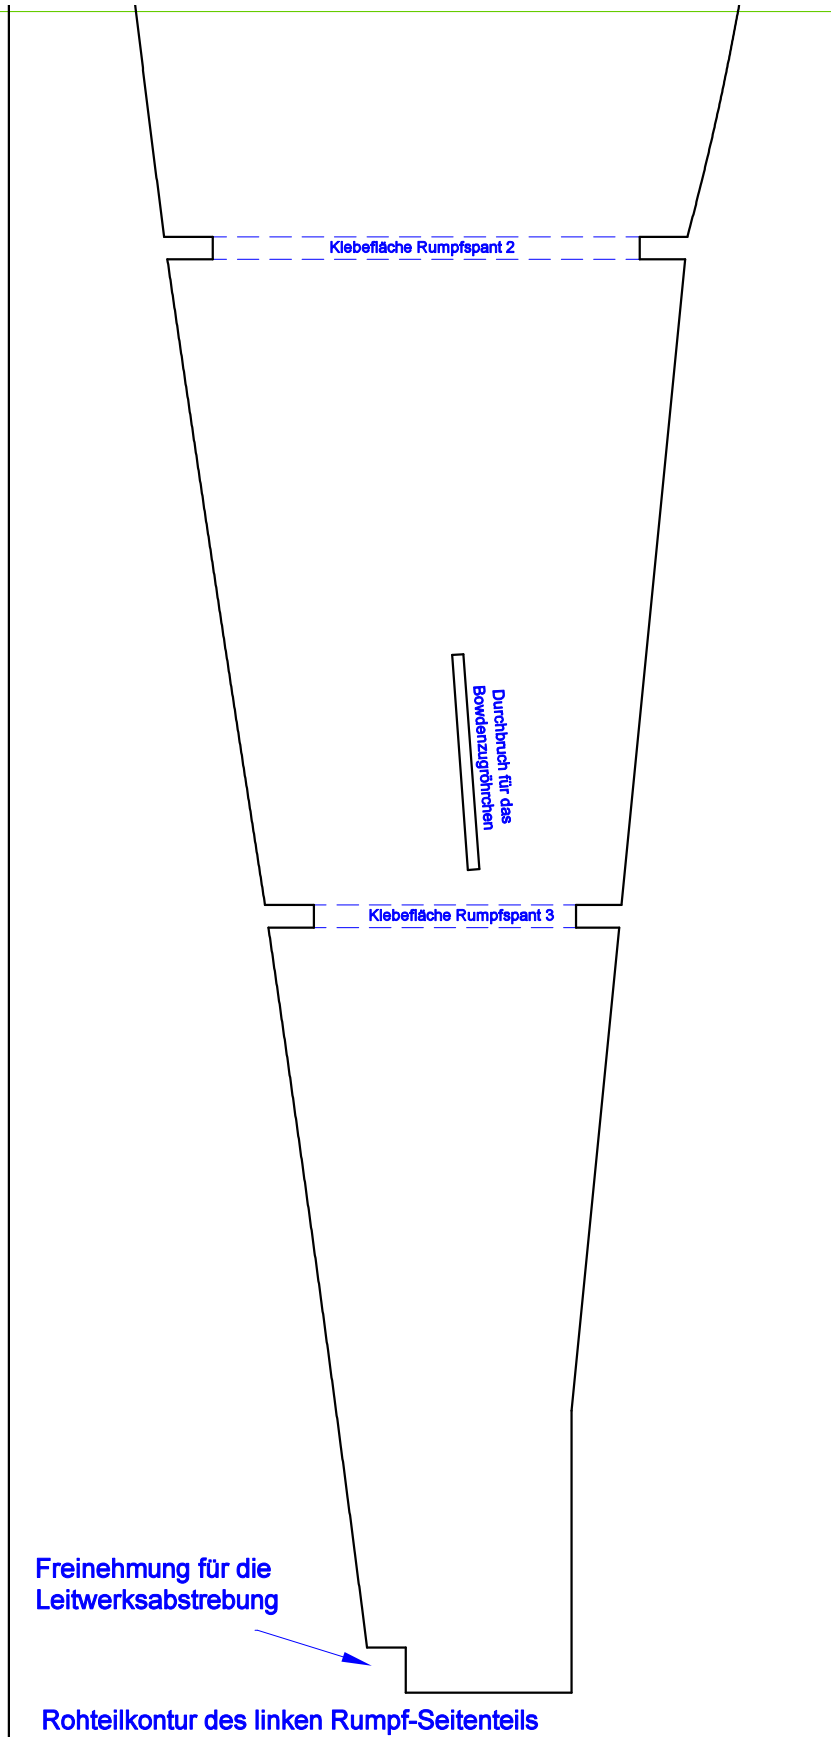 Klebefläche Rumpfspant 2
Durchbruch für das
Bowdenzugröhrchen
Klebefläche Rumpfspant 3
Freinehmung für die
Leitwerksabstrebung
Rohteilkontur des linken Rumpf-Seitenteils